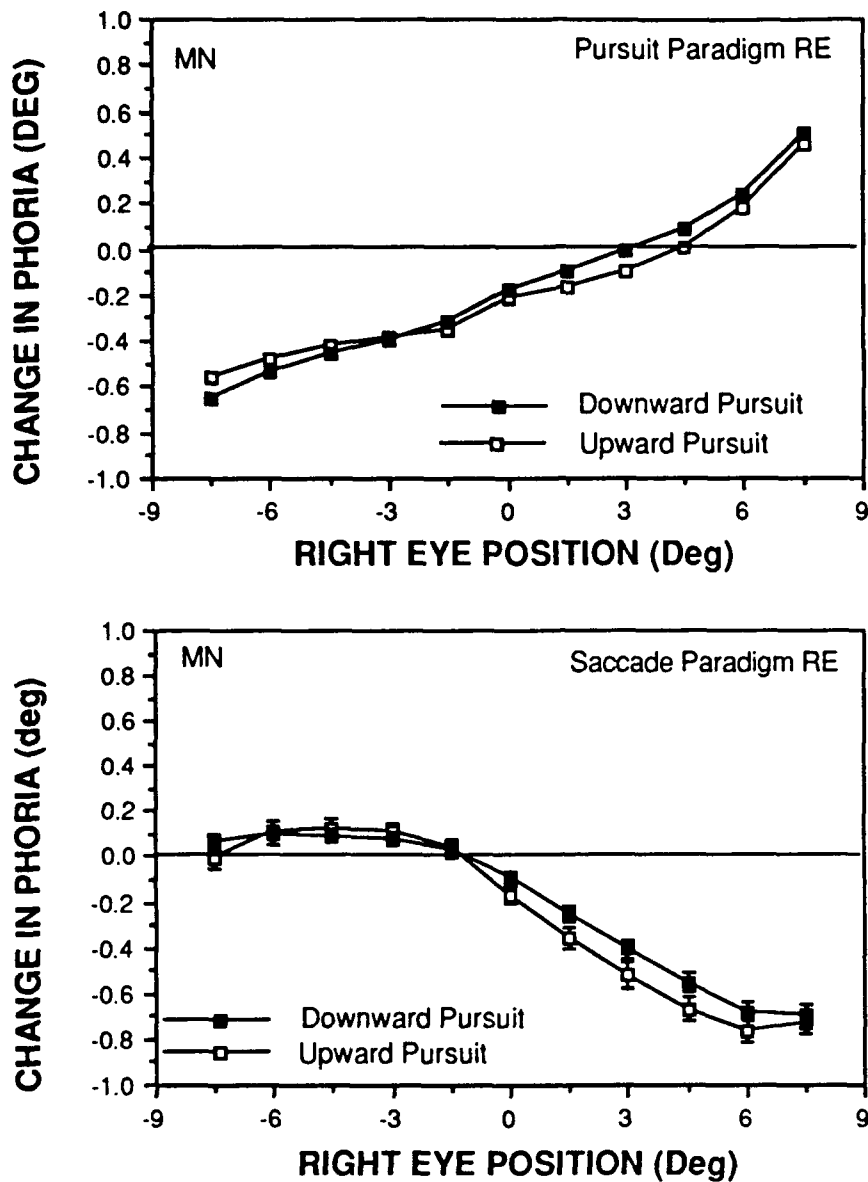 MN
Pursuit Paradigm RE
CHANGE IN PHORIA (DEG)
1.0
0.8
0.6
0.4
0.2
0.0
-0.2
-0.4
-0.6
-0.8
-1.0
Downward Pursuit
Upward Pursuit
-9 -6 -3 0 3 6 9
RIGHT EYE POSITION (Deg)
MN
Saccade Paradigm RE
CHANGE IN PHORIA (deg)
1.0
0.8
0.6
0.4
0.2
0.0
-0.2
-0.4
-0.6
-0.8
-1.0
Downward Pursuit
Upward Pursuit
-9 -6 -3 0 3 6 9
RIGHT EYE POSITION (Deg)